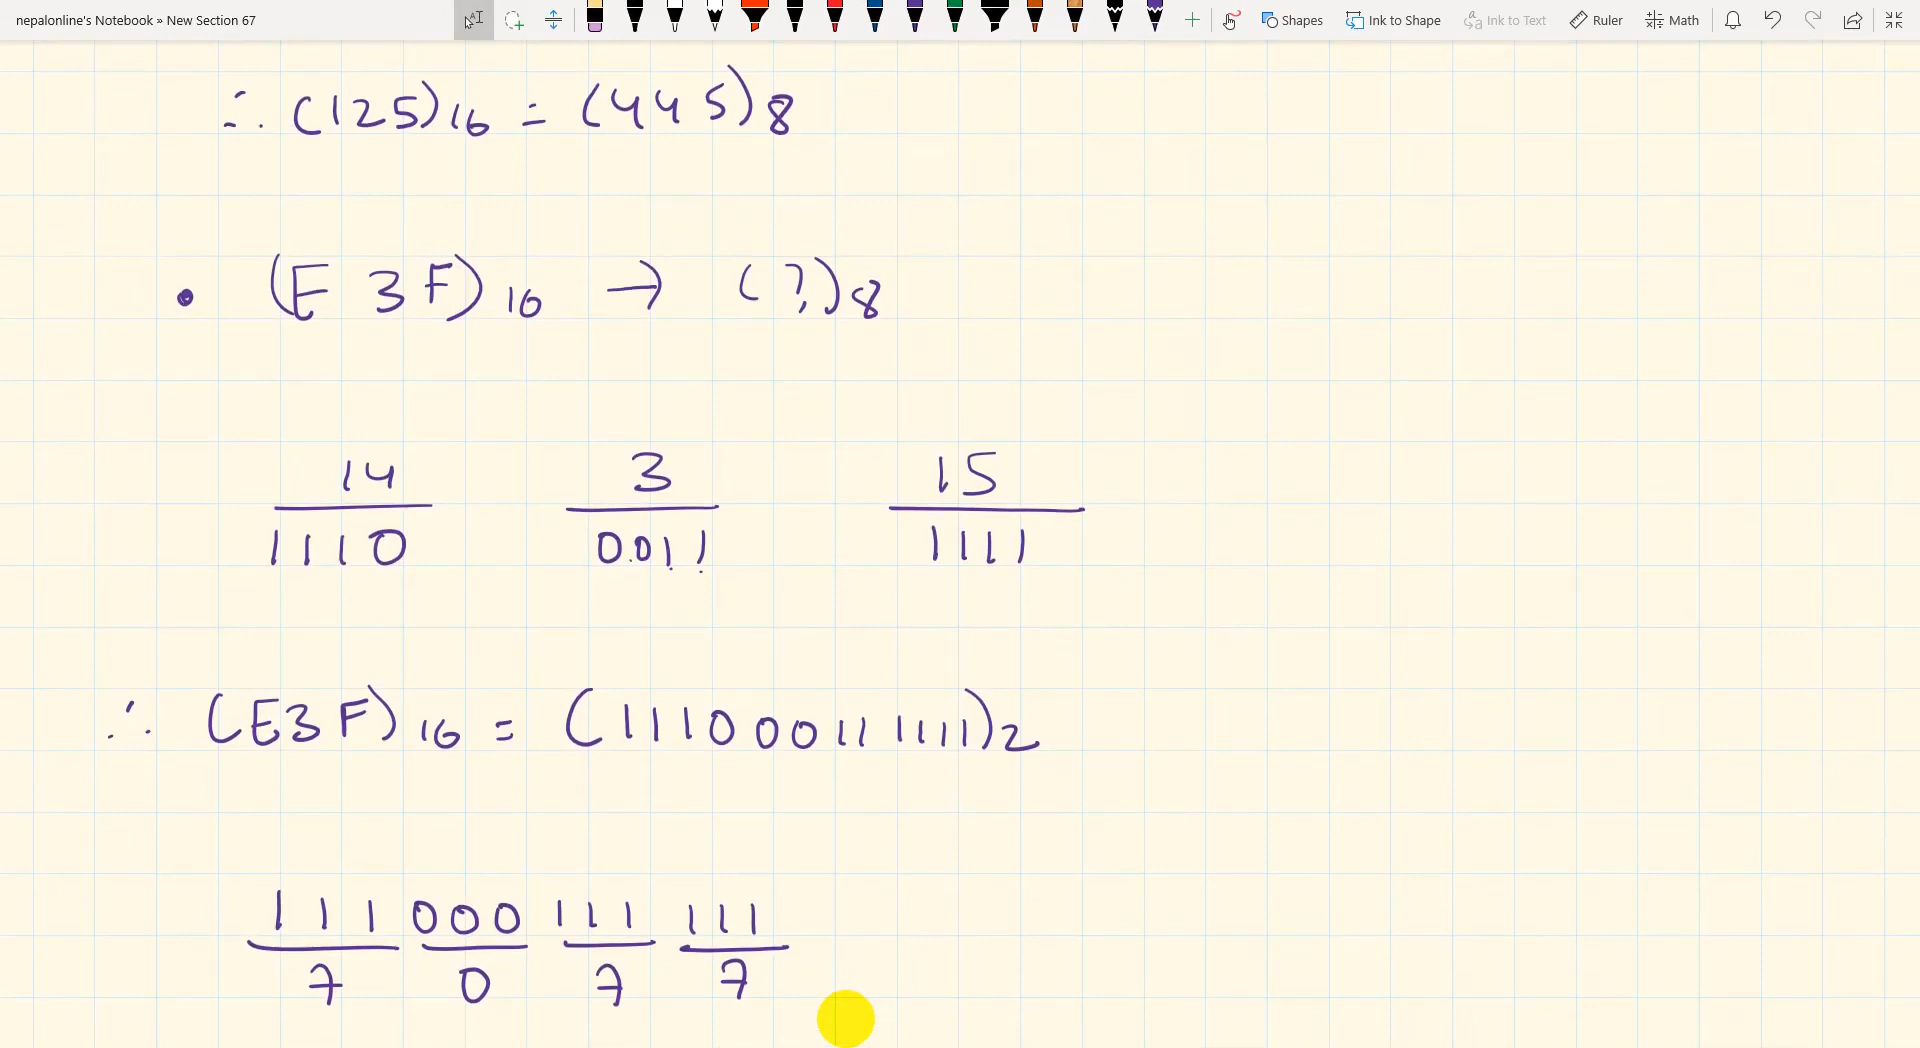 nepalonline's Notebook » New Section 67
Shapes Ink to Shape Ink to Text Ruler Math
∴ (125)₁₆ = (445)₈
• (E 3 F)₁₆ → (?)₈
14 3 15
1110 0011 1111
∴ (E3F)₁₆ = (111000111111)₂
111 000 111 111
7 0 7 7